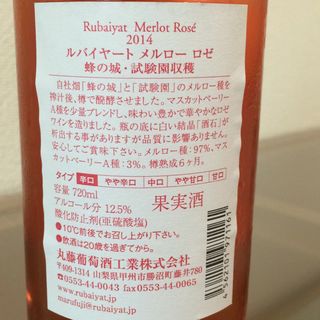 Rubaiyat Merlot Rosé
2014
ルバイヤート メルロー ロゼ
蜂の城・試験園収穫
自社畑「蜂の城」と「試験園」のメルロー種を
搾汁後、樽で醗酵させました。マスカットベーリー
A種を少量ブレンドし、味わい豊かで華やかなロゼ
ワインを造りました。瓶の底に白い結晶「酒石」が
析出する事がありますが品質に影響ありません。
安心してご賞味下さい。メルロー種:97%、マス
カットベーリーA種:3%。樽熟成6ヶ月。
タイプ 辛口 やや辛口 中口 やや甘口 甘口
容量 720ml 果実酒
アルコール分 12.5%
酸化防止剤(亜硫酸塩)
●10℃前後でお召し上がり下さい。
●飲酒は20歳を過ぎてから。
丸藤葡萄酒工業株式会社
〒409-1314 山梨県甲州市勝沼町藤井780
☎0553-44-0043 fax 0553-44-0065
www.rubaiyat.jp
marufuji@rubaiyat.jp
4562101971161